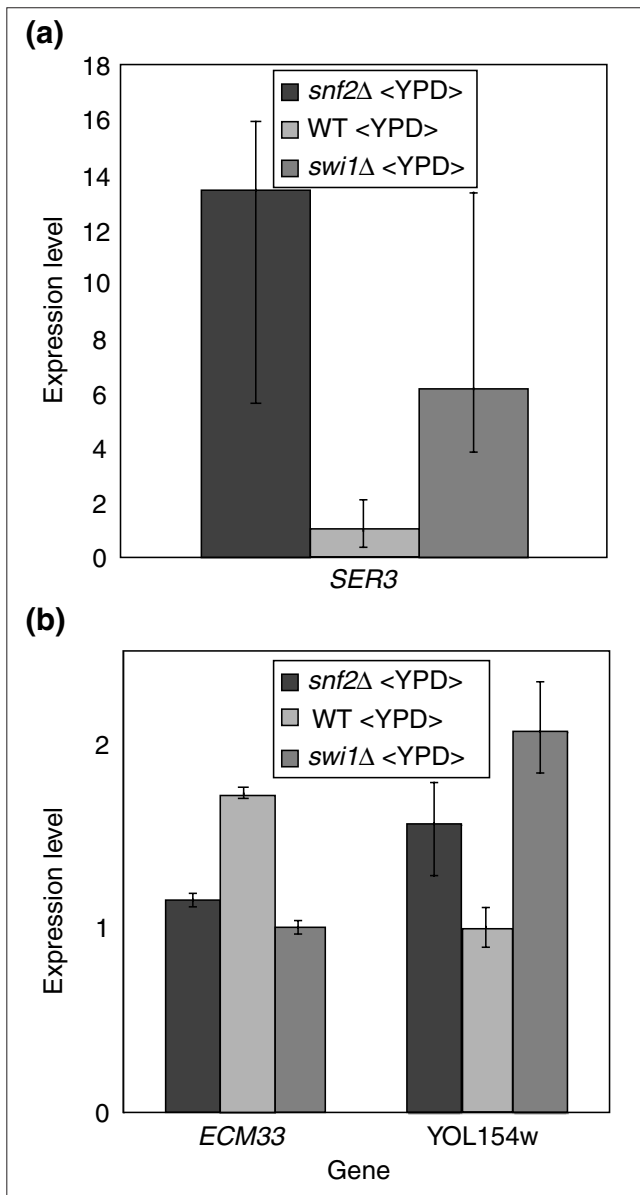 (a)
18
16
14
12
10
8
6
4
2
0
Expression level
snf2Δ <YPD>
WT <YPD>
swi1Δ <YPD>
SER3
(b)
2
1
0
Expression level
snf2Δ <YPD>
WT <YPD>
swi1Δ <YPD>
ECM33 YOL154w
Gene